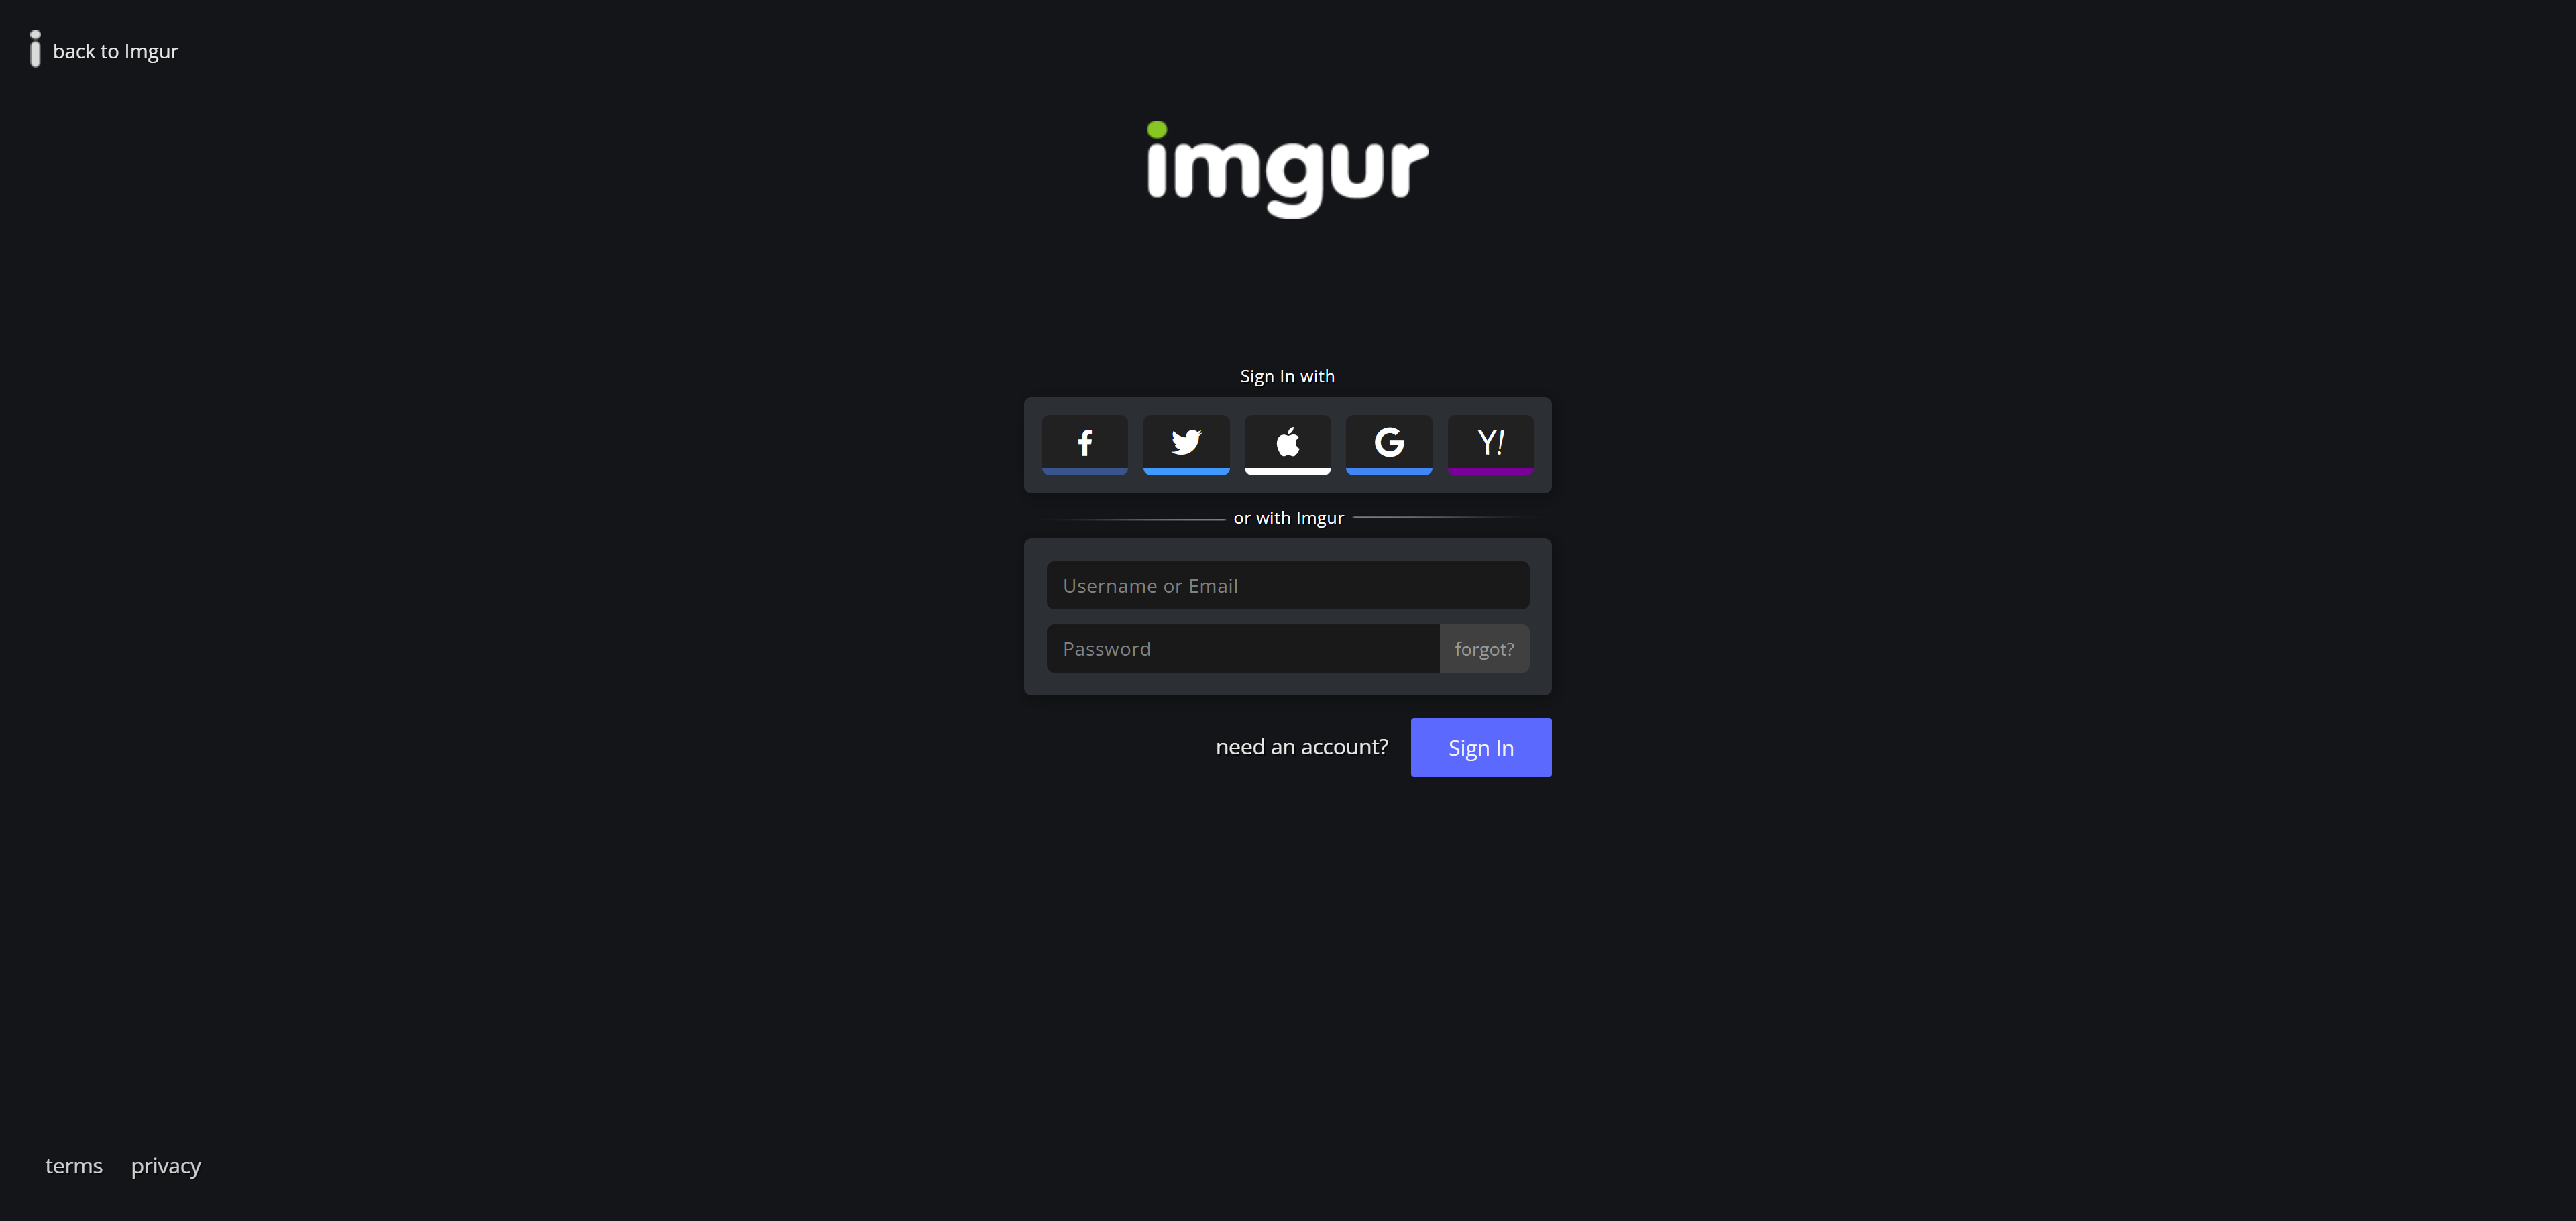 back to Imgur
imgur
Sign In with
Y!
or with Imgur
Username or Email
Password forgot?
need an account? Sign In
terms privacy